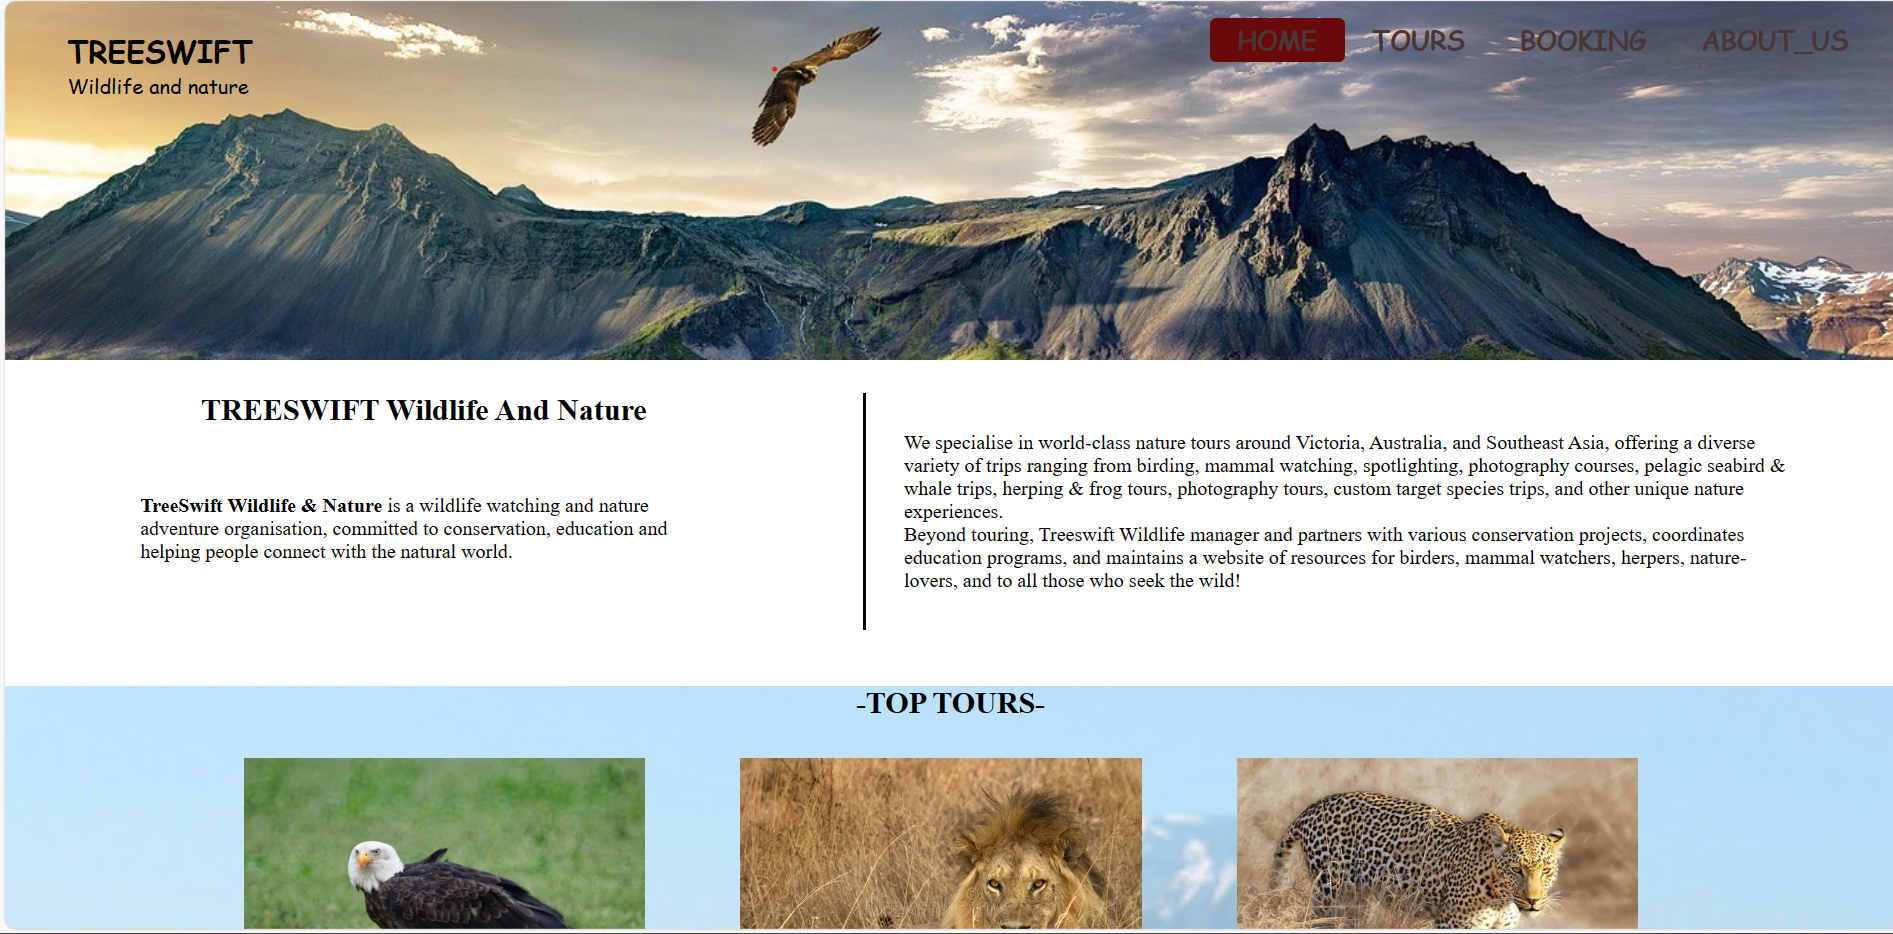 TREESWIFT
Wildlife and nature
HOME TOURS BOOKING ABOUT_US
TREESWIFT Wildlife And Nature
TreeSwift Wildlife & Nature is a wildlife watching and nature
adventure organisation, committed to conservation, education and
helping people connect with the natural world.
We specialise in world-class nature tours around Victoria, Australia, and Southeast Asia, offering a diverse
variety of trips ranging from birding, mammal watching, spotlighting, photography courses, pelagic seabird &
whale trips, herping & frog tours, photography tours, custom target species trips, and other unique nature
experiences.
Beyond touring, Treeswift Wildlife manager and partners with various conservation projects, coordinates
education programs, and maintains a website of resources for birders, mammal watchers, herpers, nature-
lovers, and to all those who seek the wild!
-TOP TOURS-